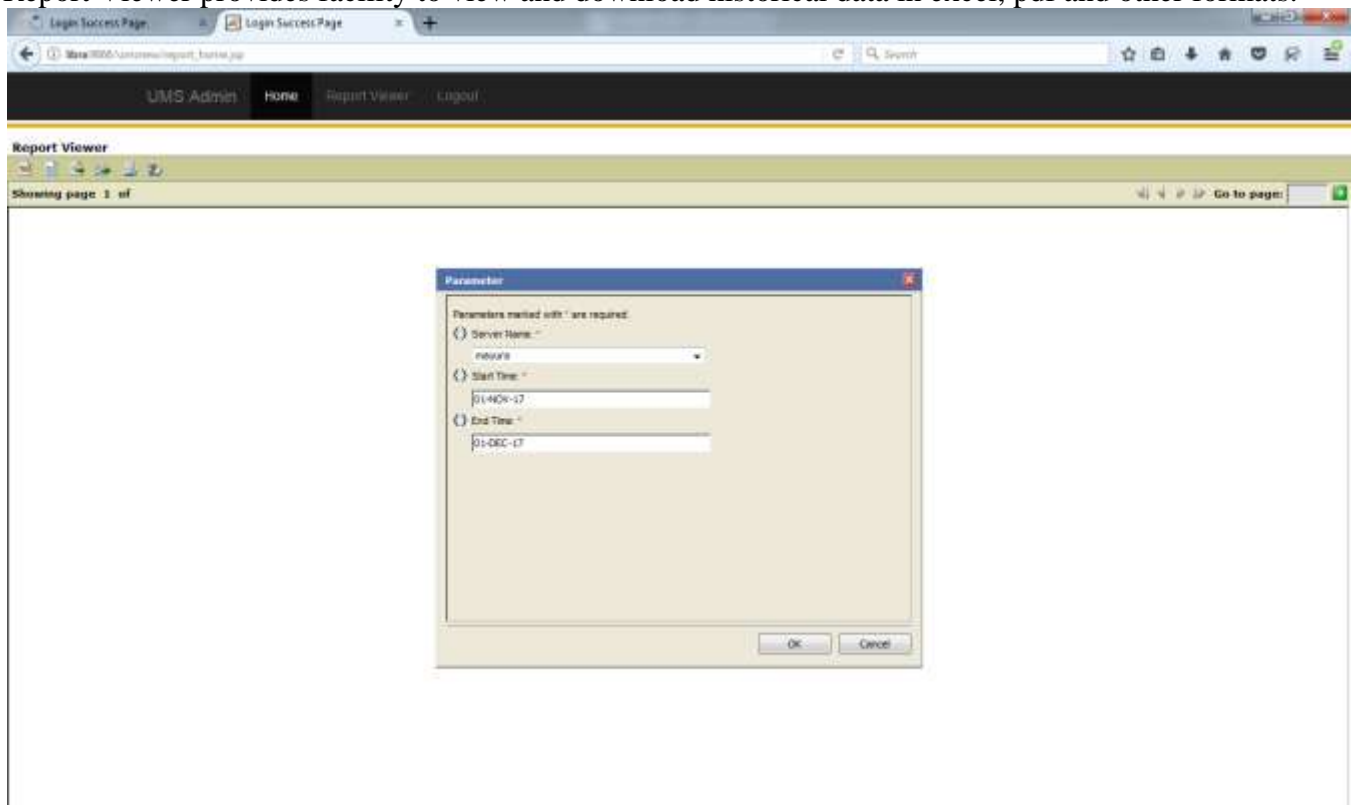 Report Viewer provides facility to view and download historical data in excel, pdf and other formats.
Login Success Page Login Success Page
Search
UMS Admin Home Report Viewer Logout
Report Viewer
Showing page 1 of Go to page:
Parameter
Parameters marked with * are required.
Server Name: *
Start Time: *
01-NOV-17
End Time: *
01-DEC-17
OK Cancel